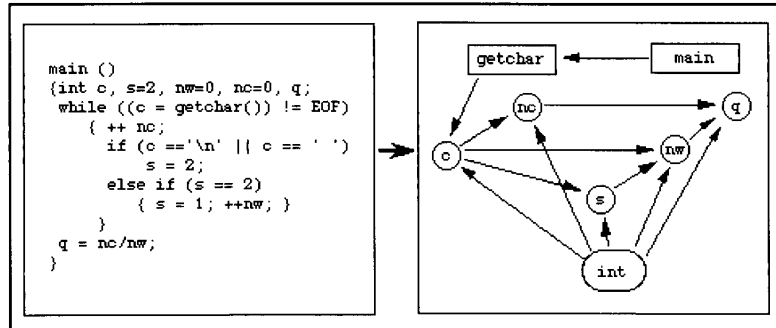 main ()
{int c, s=2, nw=0, nc=0, q;
while ((c = getchar()) != EOF)
{ ++ nc;
if (c =='\n' || c == ' ')
s = 2;
else if (s == 2)
{ s = 1; ++nw; }
}
q = nc/nw;
}
getchar main
nc q
c nw
s
int